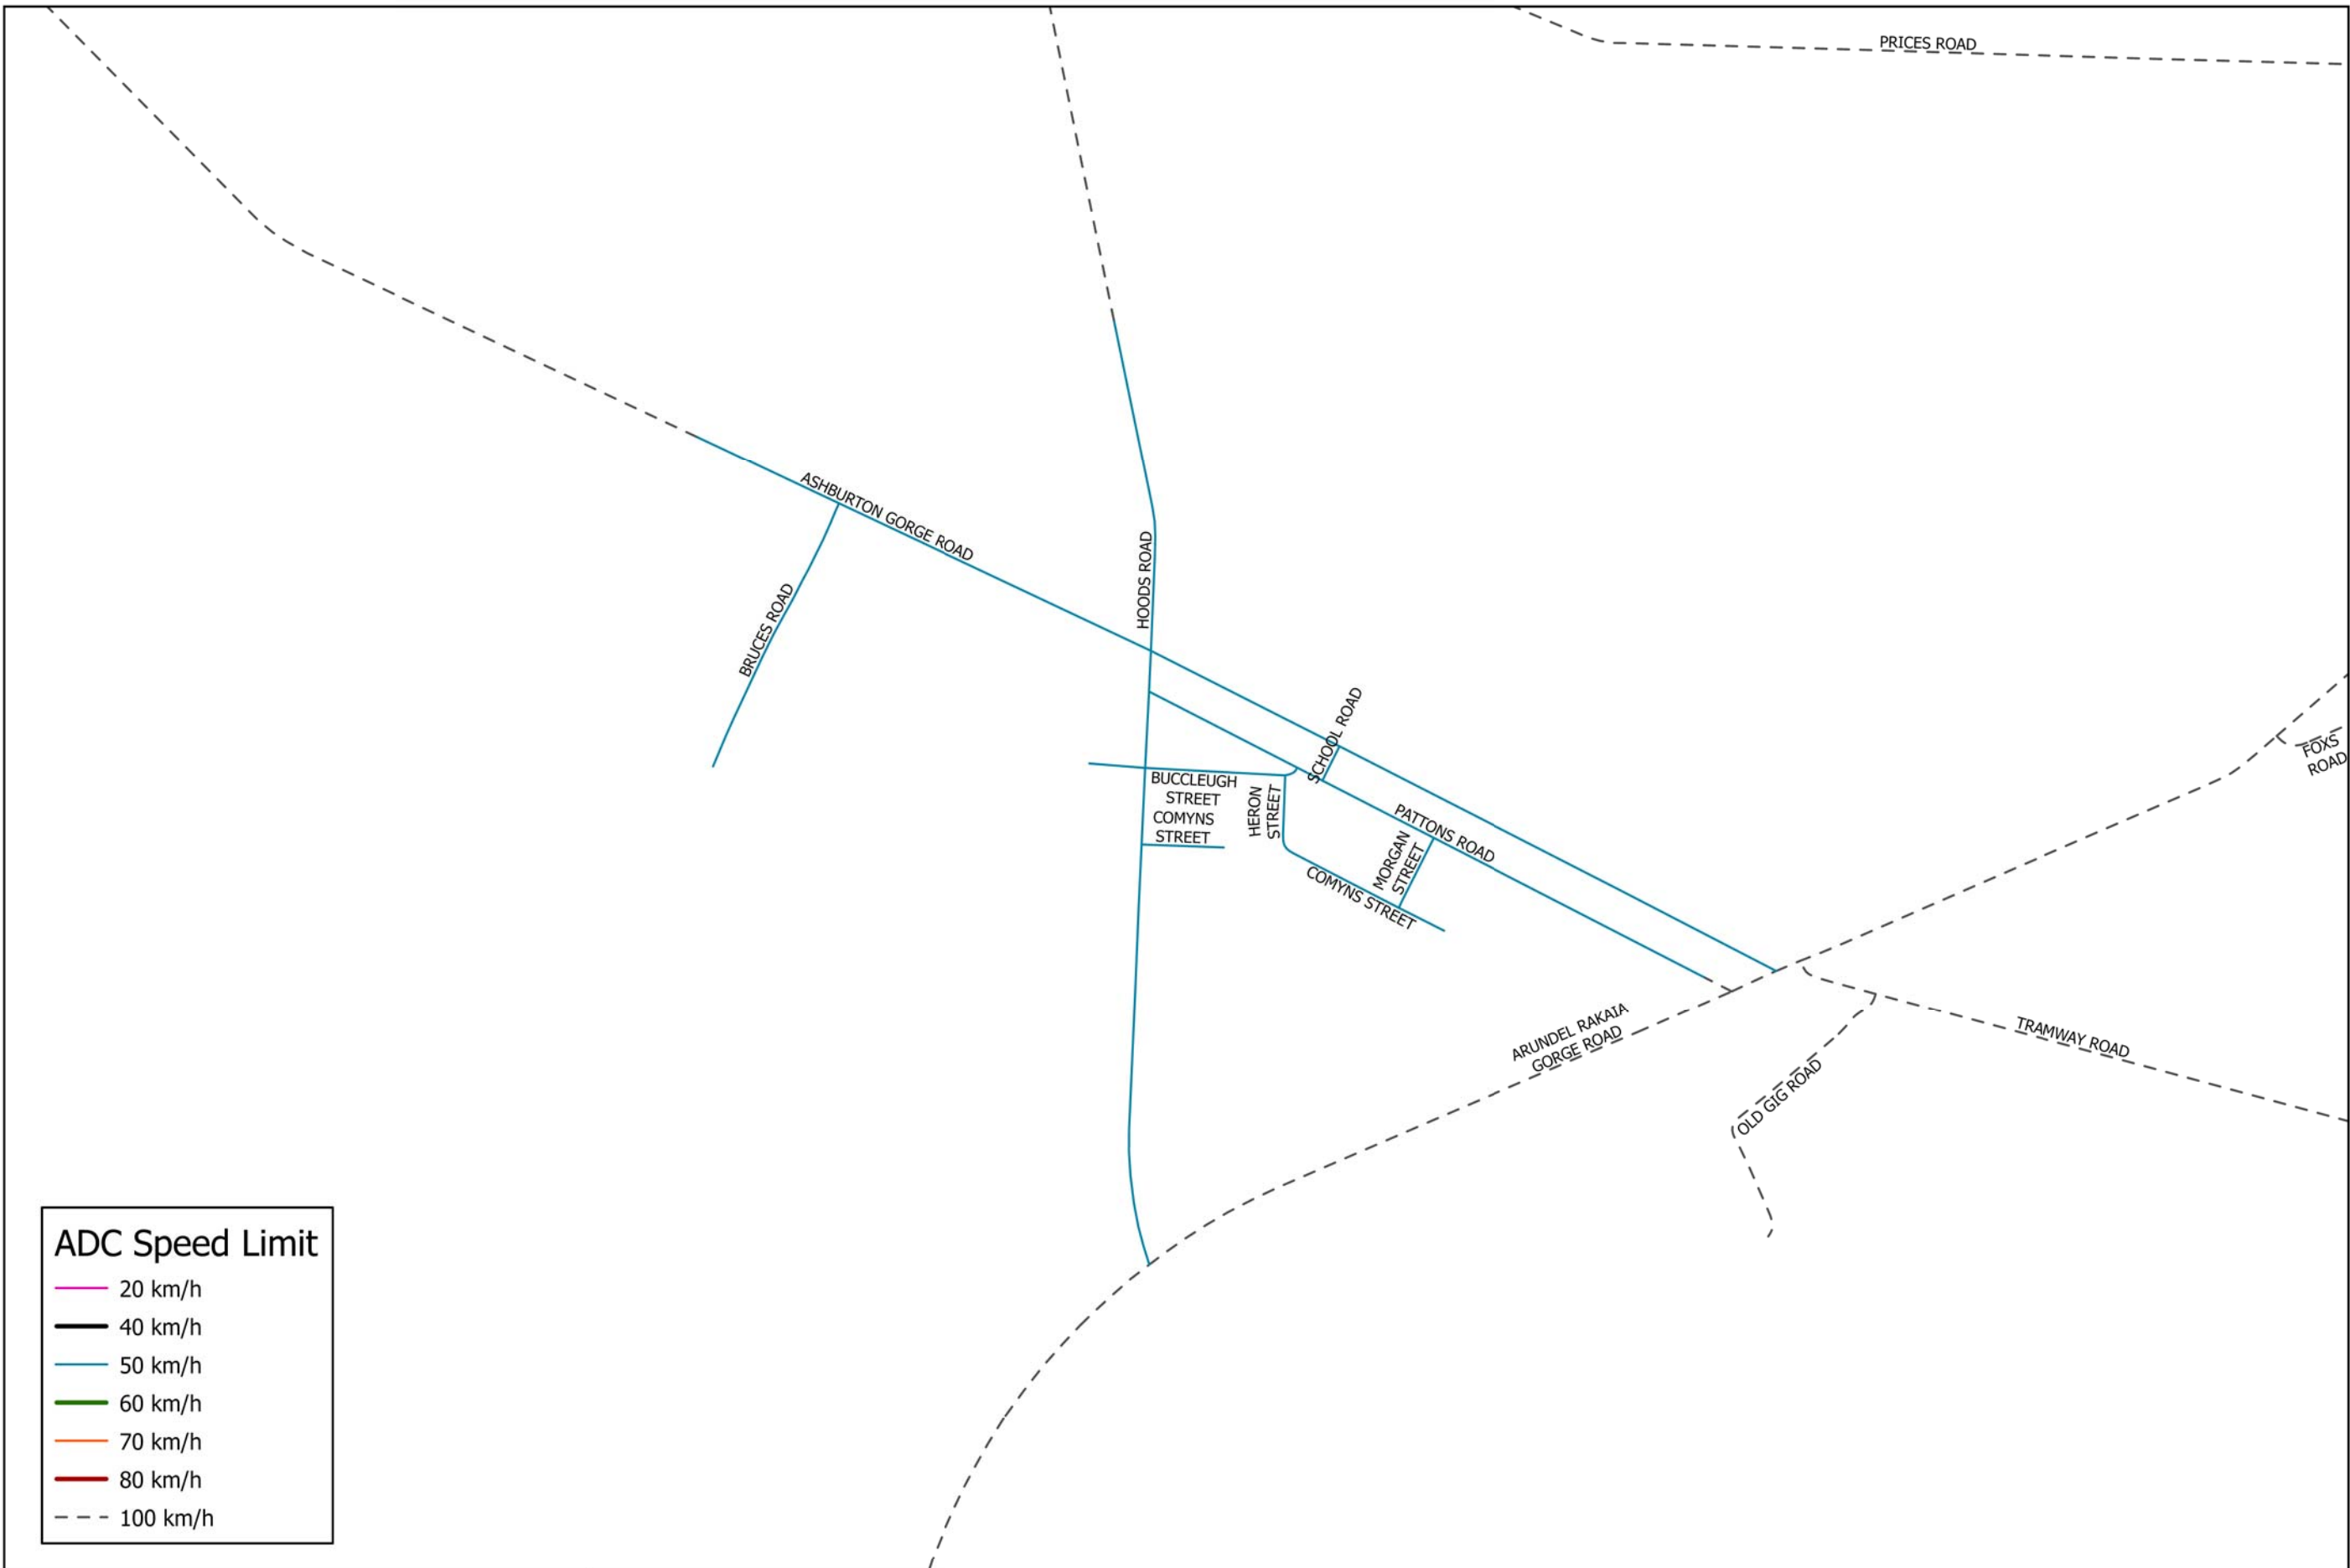 PRICES ROAD
ASHBURTON GORGE ROAD
HOODS ROAD
BRUCES ROAD
SCHOOL ROAD
FOXS
ROAD
BUCCLEUGH
STREET
COMYNS
STREET
HERON
STREET
PATTONS ROAD
MORGAN
STREET
COMYNS STREET
ARUNDEL RAKAIA
GORGE ROAD
TRAMWAY ROAD
OLD GIG ROAD
ADC Speed Limit
20 km/h
40 km/h
50 km/h
60 km/h
70 km/h
80 km/h
100 km/h